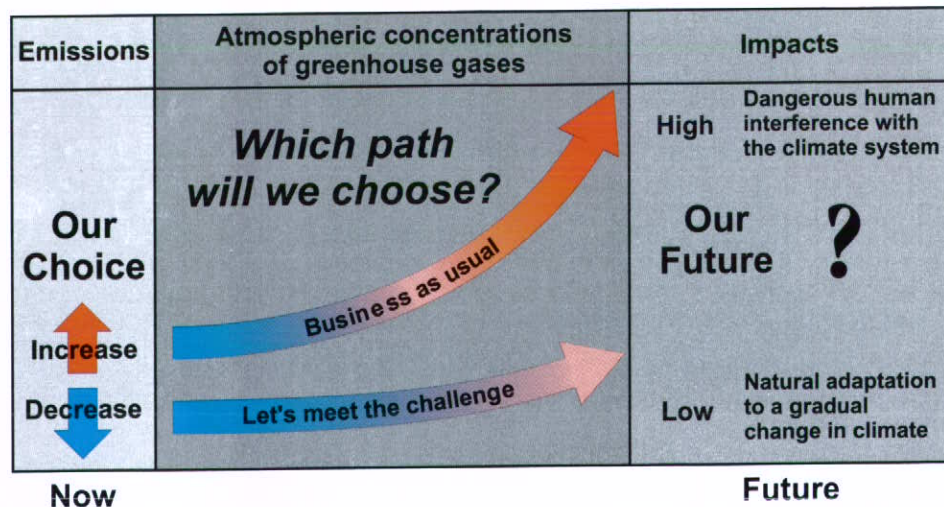 Emissions
Atmospheric concentrations
of greenhouse gases
Impacts
Which path
will we choose?
High
Dangerous human
interference with
the climate system
Our
Choice
Our
Future
?
Business as usual
Increase
Decrease
Let's meet the challenge
Low
Natural adaptation
to a gradual
change in climate
Now
Future